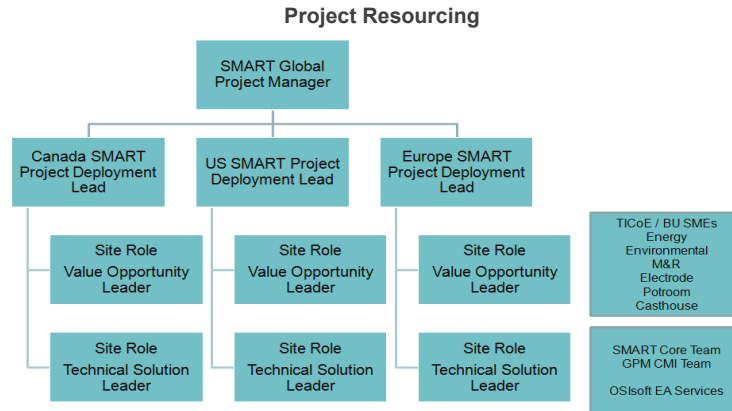 Project Resourcing
SMART Global
Project Manager
Canada SMART
Project Deployment
Lead
US SMART Project
Deployment Lead
Europe SMART
Project Deployment
Lead
Site Role
Value Opportunity
Leader
Site Role
Value Opportunity
Leader
Site Role
Value Opportunity
Leader
Site Role
Technical Solution
Leader
Site Role
Technical Solution
Leader
Site Role
Technical Solution
Leader
TICoE / BU SMEs
Energy
Environmental
M&R
Electrode
Potroom
Casthouse
SMART Core Team
GPM CMI Team
OSIsoft EA Services